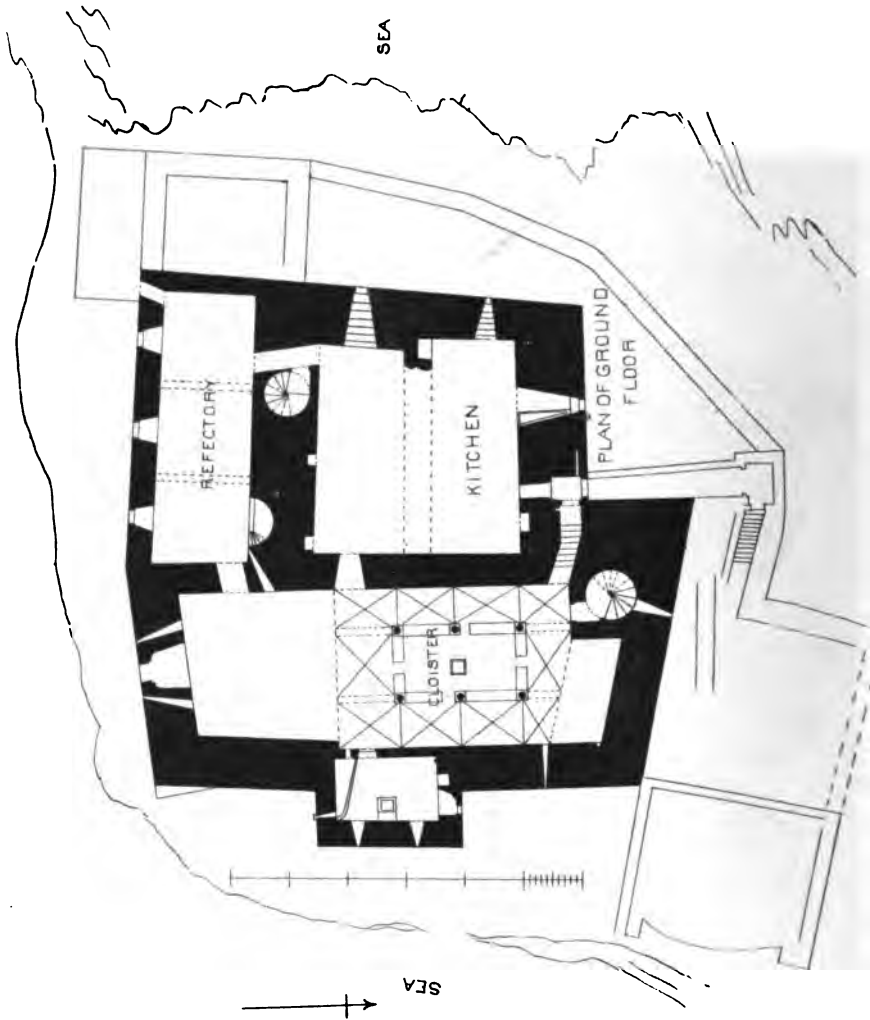 SEA
REFECTORY
KITCHEN
PLAN OF GROUND
FLOOR
CLOISTER
SEA